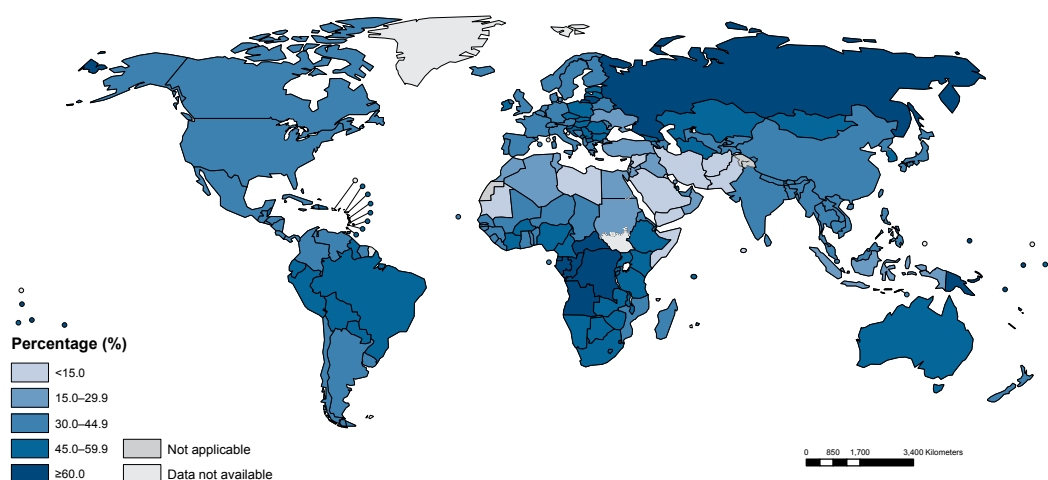 Percentage (%)
<15.0
15.0–29.9
30.0–44.9
45.0–59.9
≥60.0
Not applicable
Data not available
0 850 1,700 3,400 Kilometers